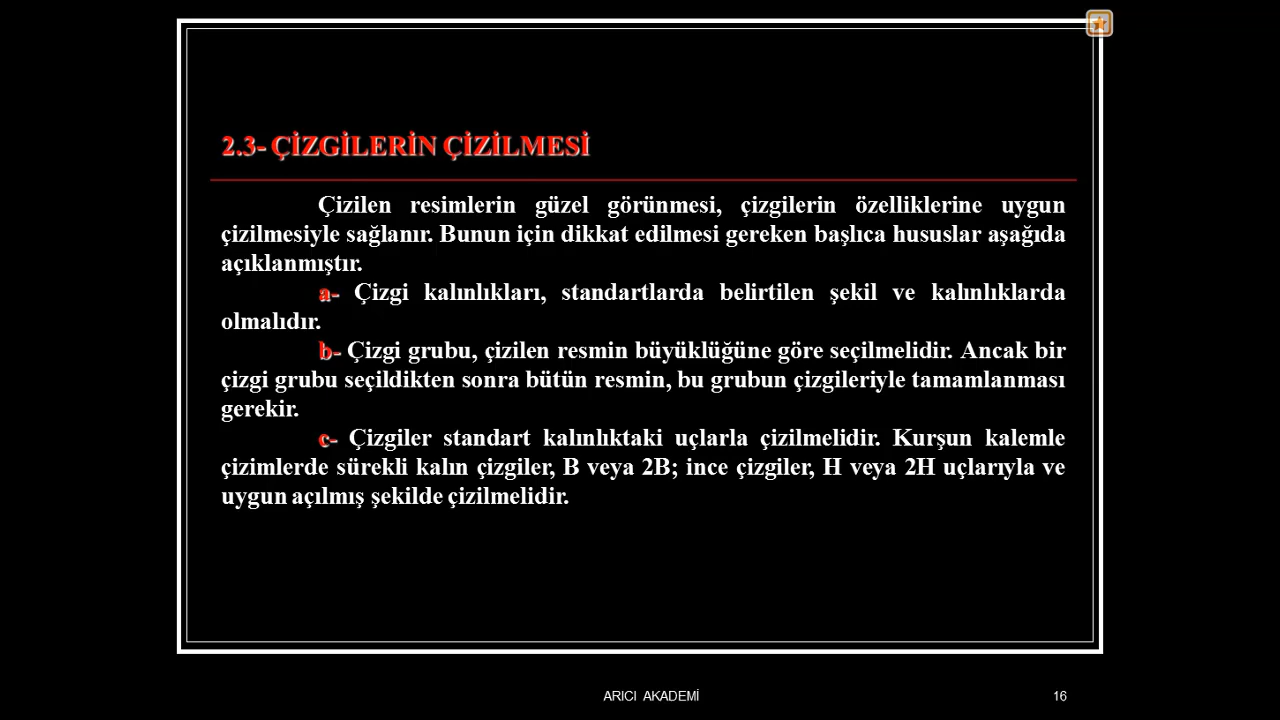 2.3- ÇİZGİLERİN ÇİZİLMESİ
Çizilen resimlerin güzel görünmesi, çizgilerin özelliklerine uygun
çizilmesiyle sağlanır. Bunun için dikkat edilmesi gereken başlıca hususlar aşağıda
açıklanmıştır.
a- Çizgi kalınlıkları, standartlarda belirtilen şekil ve kalınlıklarda
olmalıdır.
b- Çizgi grubu, çizilen resmin büyüklüğüne göre seçilmelidir. Ancak bir
çizgi grubu seçildikten sonra bütün resmin, bu grubun çizgileriyle tamamlanması
gerekir.
c- Çizgiler standart kalınlıktaki uçlarla çizilmelidir. Kurşun kalemle
çizimlerde sürekli kalın çizgiler, B veya 2B; ince çizgiler, H veya 2H uçlarıyla ve
uygun açılmış şekilde çizilmelidir.
ARICI AKADEMİ
16